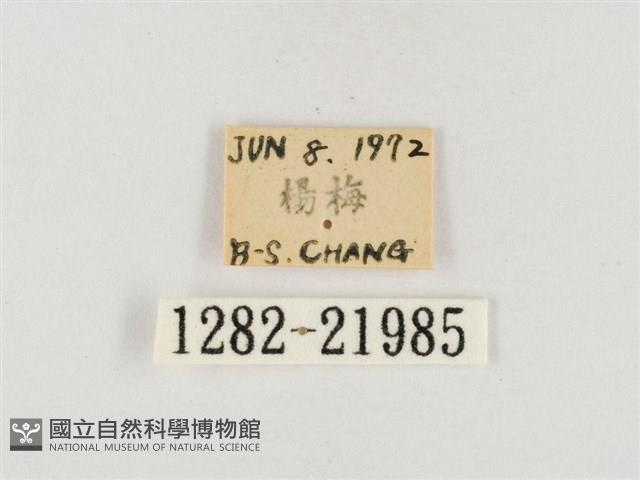 JUN 8. 1972
楊梅
B-S. CHANG
1282-21985
國立自然科學博物館
NATIONAL MUSEUM OF NATURAL SCIENCE